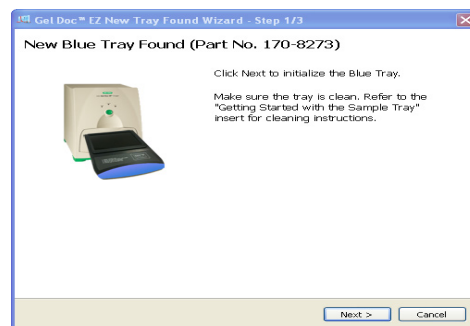 Gel Doc™ EZ New Tray Found Wizard - Step 1/3
New Blue Tray Found (Part No. 170-8273)
Click Next to initialize the Blue Tray.
Make sure the tray is clean. Refer to the
"Getting Started with the Sample Tray"
insert for cleaning instructions.
Next >
Cancel